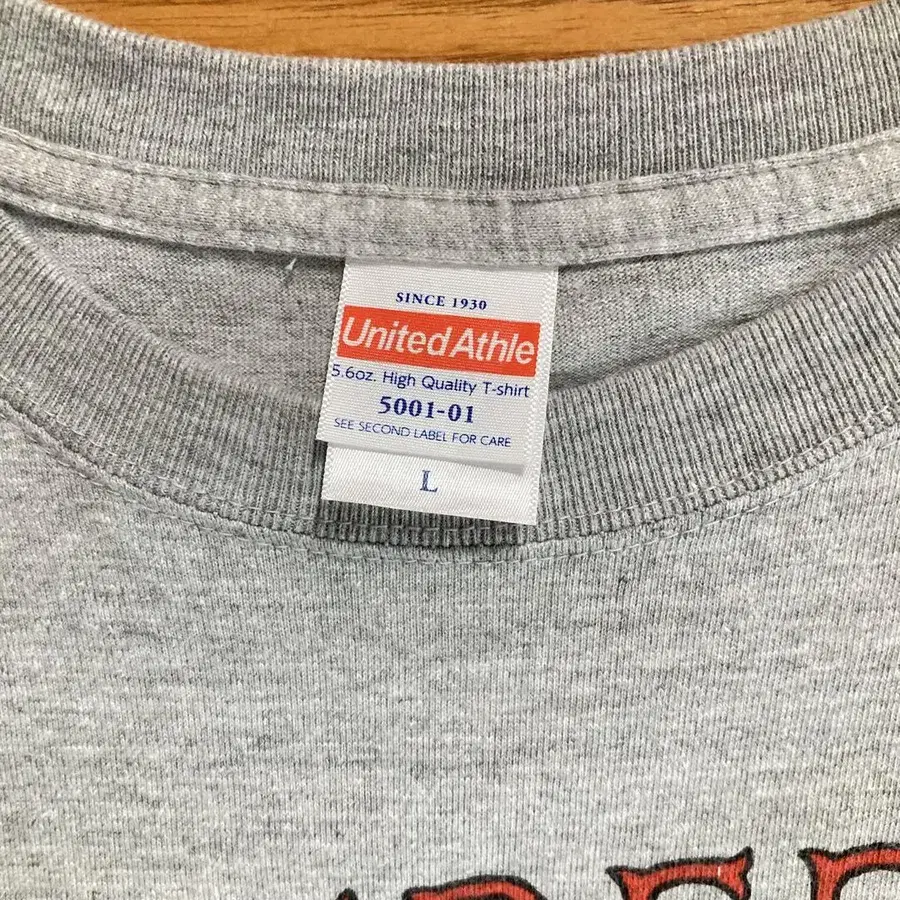 SINCE 1930
United Athle
5.6oz. High Quality T-shirt
5001-01
SEE SECOND LABEL FOR CARE
L